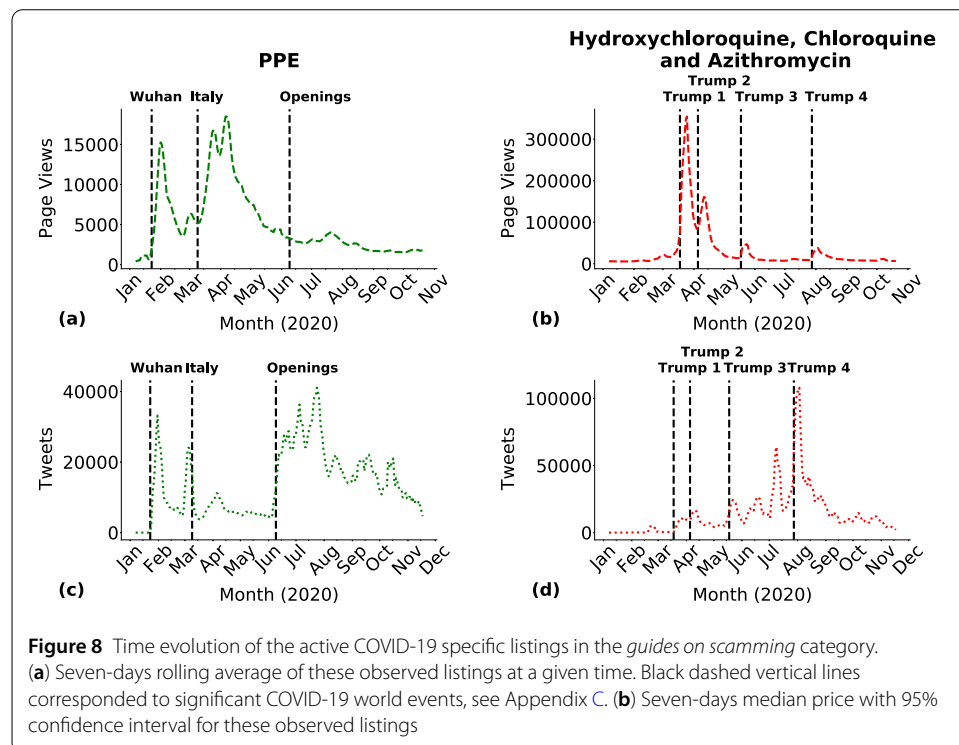 PPE
Hydroxychloroquine, Chloroquine
and Azithromycin
Wuhan Italy Openings
Trump 2
Trump 1 Trump 3 Trump 4
Page Views
15000
10000
5000
0
Jan Feb Mar Apr May Jun Jul Aug Sep Oct Nov
(a) Month (2020)
Page Views
300000
200000
100000
0
Jan Feb Mar Apr May Jun Jul Aug Sep Oct Nov
(b) Month (2020)
Wuhan Italy Openings
Tweets
40000
20000
0
Jan Feb Mar Apr May Jun Jul Aug Sep Oct Nov Dec
(c) Month (2020)
Trump 2
Trump 1 Trump 3 Trump 4
Tweets
100000
50000
0
Jan Feb Mar Apr May Jun Jul Aug Sep Oct Nov Dec
(d) Month (2020)
Figure 8 Time evolution of the active COVID-19 specific listings in the guides on scamming category.
(a) Seven-days rolling average of these observed listings at a given time. Black dashed vertical lines
corresponded to significant COVID-19 world events, see Appendix C. (b) Seven-days median price with 95%
confidence interval for these observed listings